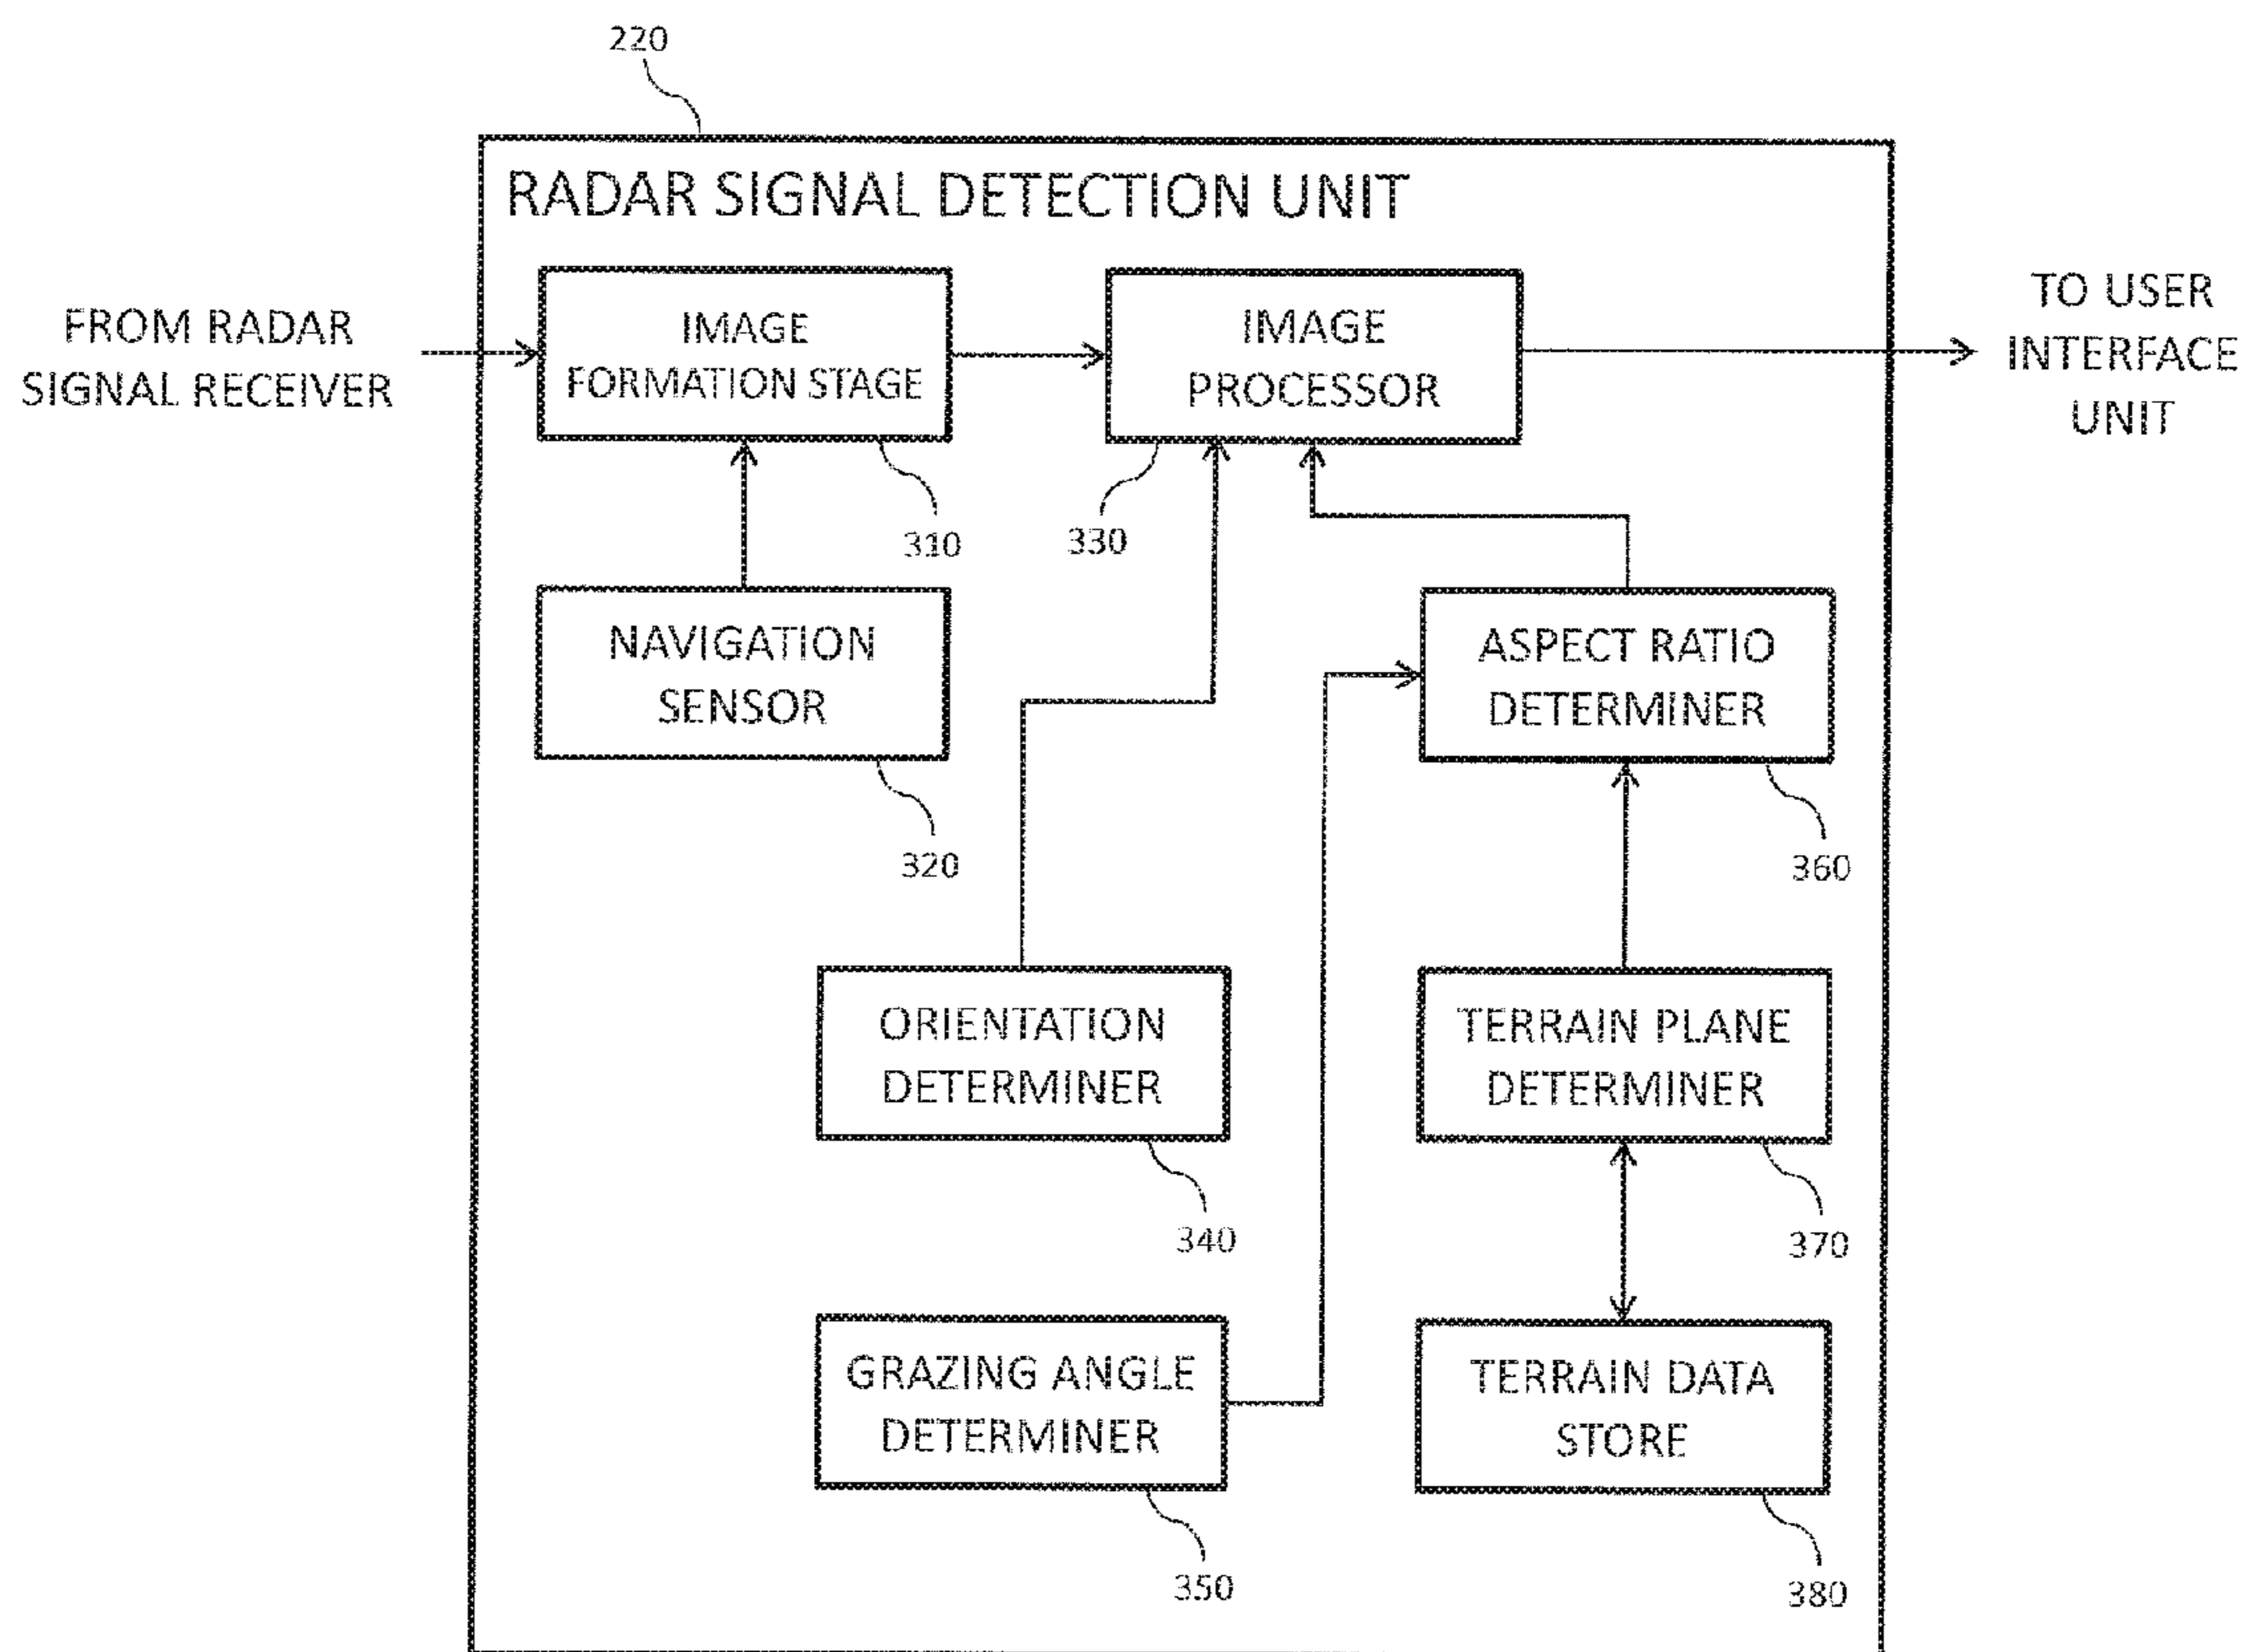 220
RADAR SIGNAL DETECTION UNIT
FROM RADAR
SIGNAL RECEIVER
IMAGE
FORMATION STAGE
IMAGE
PROCESSOR
TO USER
INTERFACE
UNIT
310
330
NAVIGATION
SENSOR
ASPECT RATIO
DETERMINER
320
360
ORIENTATION
DETERMINER
TERRAIN PLANE
DETERMINER
340
370
GRAZING ANGLE
DETERMINER
TERRAIN DATA
STORE
350
380